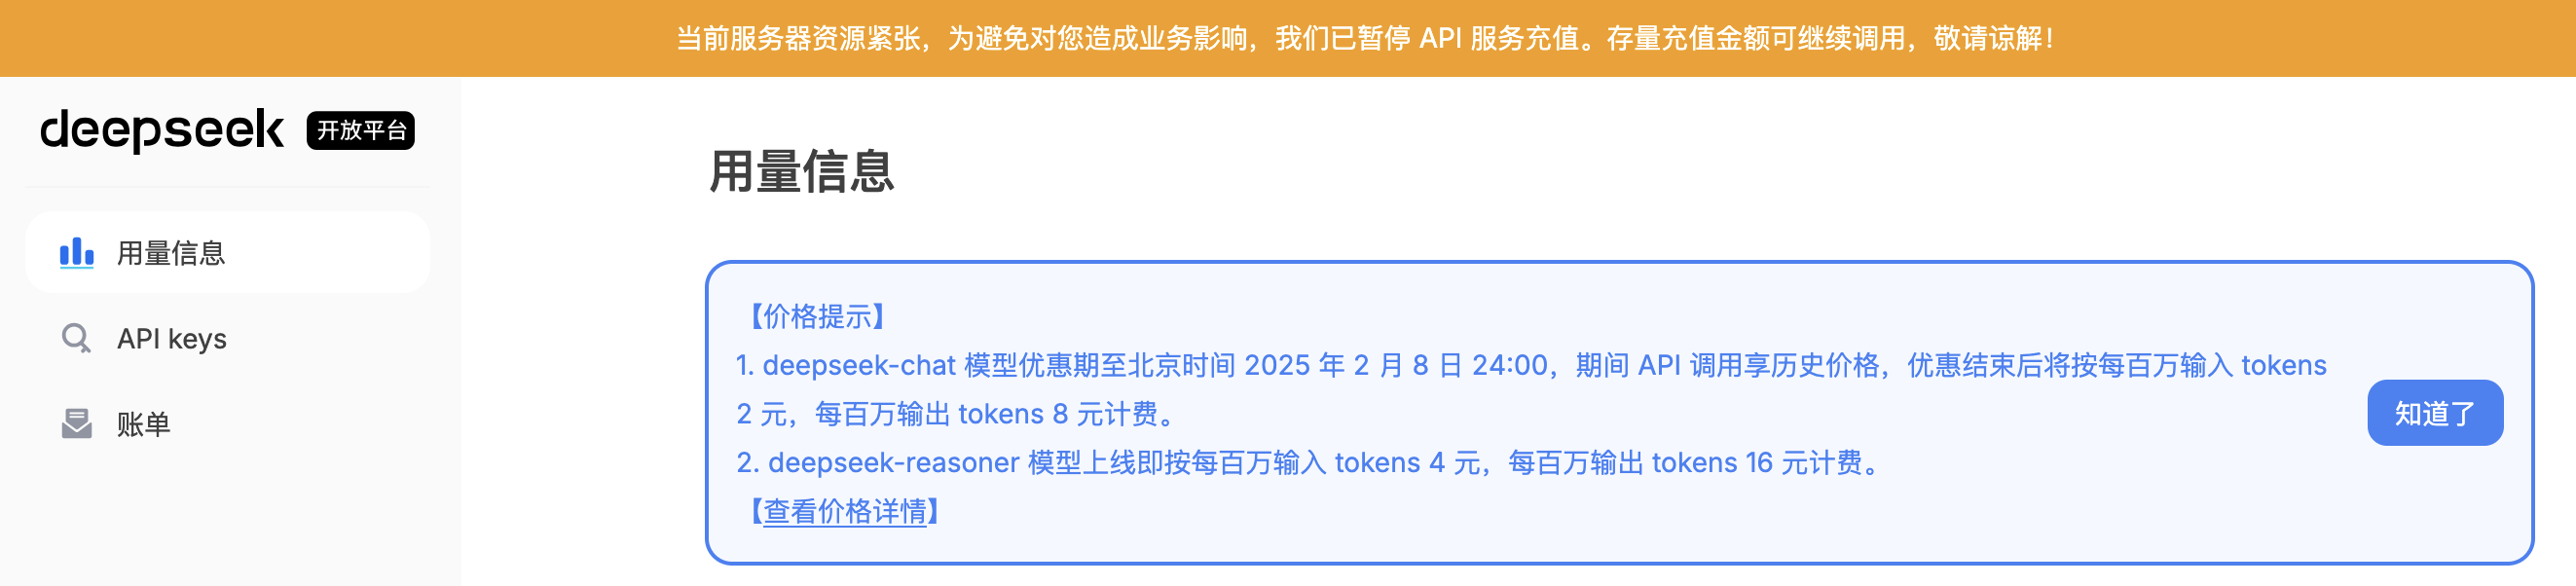 当前服务器资源紧张，为避免对您造成业务影响，我们已暂停 API 服务充值。存量充值金额可继续调用，敬请谅解！
deepseek 开放平台
用量信息
API keys
账单
用量信息
【价格提示】
1. deepseek-chat 模型优惠期至北京时间 2025 年 2 月 8 日 24:00，期间 API 调用享历史价格，优惠结束后将按每百万输入 tokens
2 元，每百万输出 tokens 8 元计费。
2. deepseek-reasoner 模型上线即按每百万输入 tokens 4 元，每百万输出 tokens 16 元计费。
【查看价格详情】
知道了